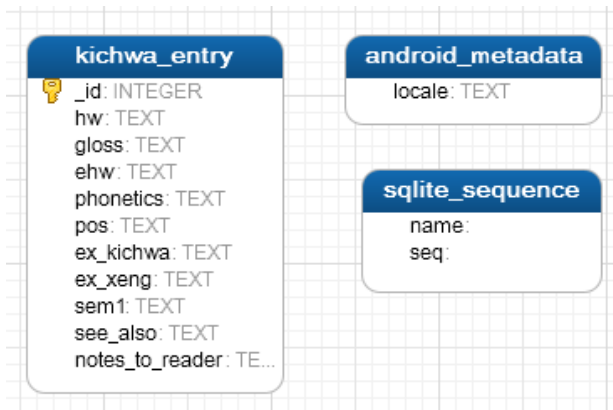 kichwa_entry
_id: INTEGER
hw: TEXT
gloss: TEXT
ehw: TEXT
phonetics: TEXT
pos: TEXT
ex_kichwa: TEXT
ex_xeng: TEXT
sem1: TEXT
see_also: TEXT
notes_to_reader: TE...
android_metadata
locale: TEXT
sqlite_sequence
name:
seq: